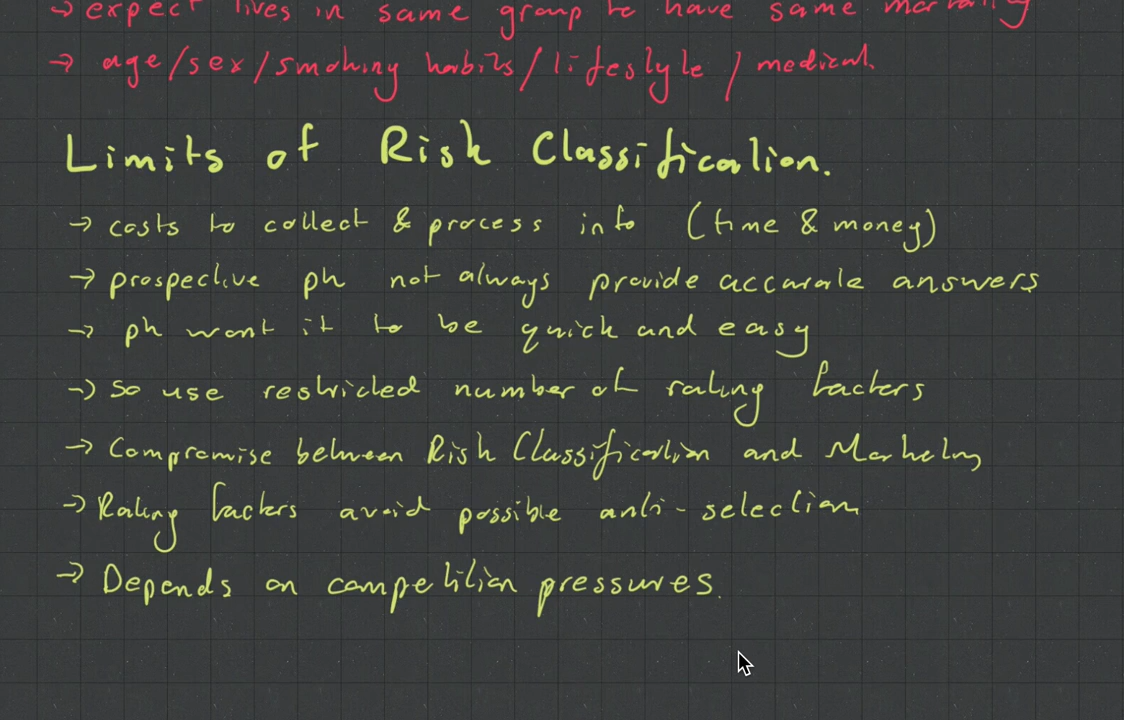 → expect lives in same group to have same mortality
→ age/sex/smoking habits/lifestyle/medical.
Limits of Risk Classification.
→ costs to collect & process info (time & money)
→ prospective ph not always provide accurate answers
→ ph want it to be quick and easy
→ So use restricted number of rating factors
→ Compromise between Risk Classification and Marketing
→ Rating factors avoid possible anti-selection
→ Depends on competition pressures.